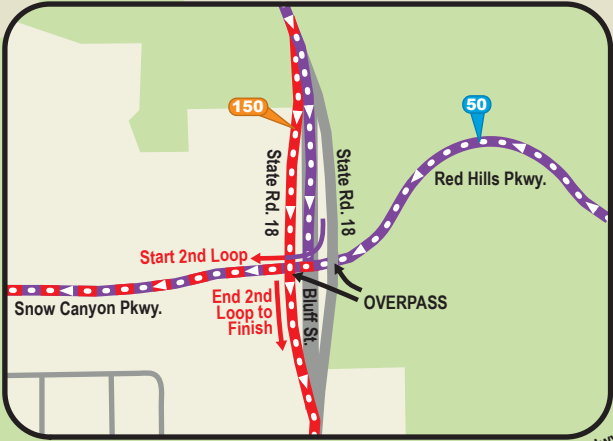 150
50
State Rd. 18
State Rd. 18
Red Hills Pkwy.
Start 2nd Loop
Snow Canyon Pkwy.
End 2nd
Loop to
Finish
Bluff St.
OVERPASS